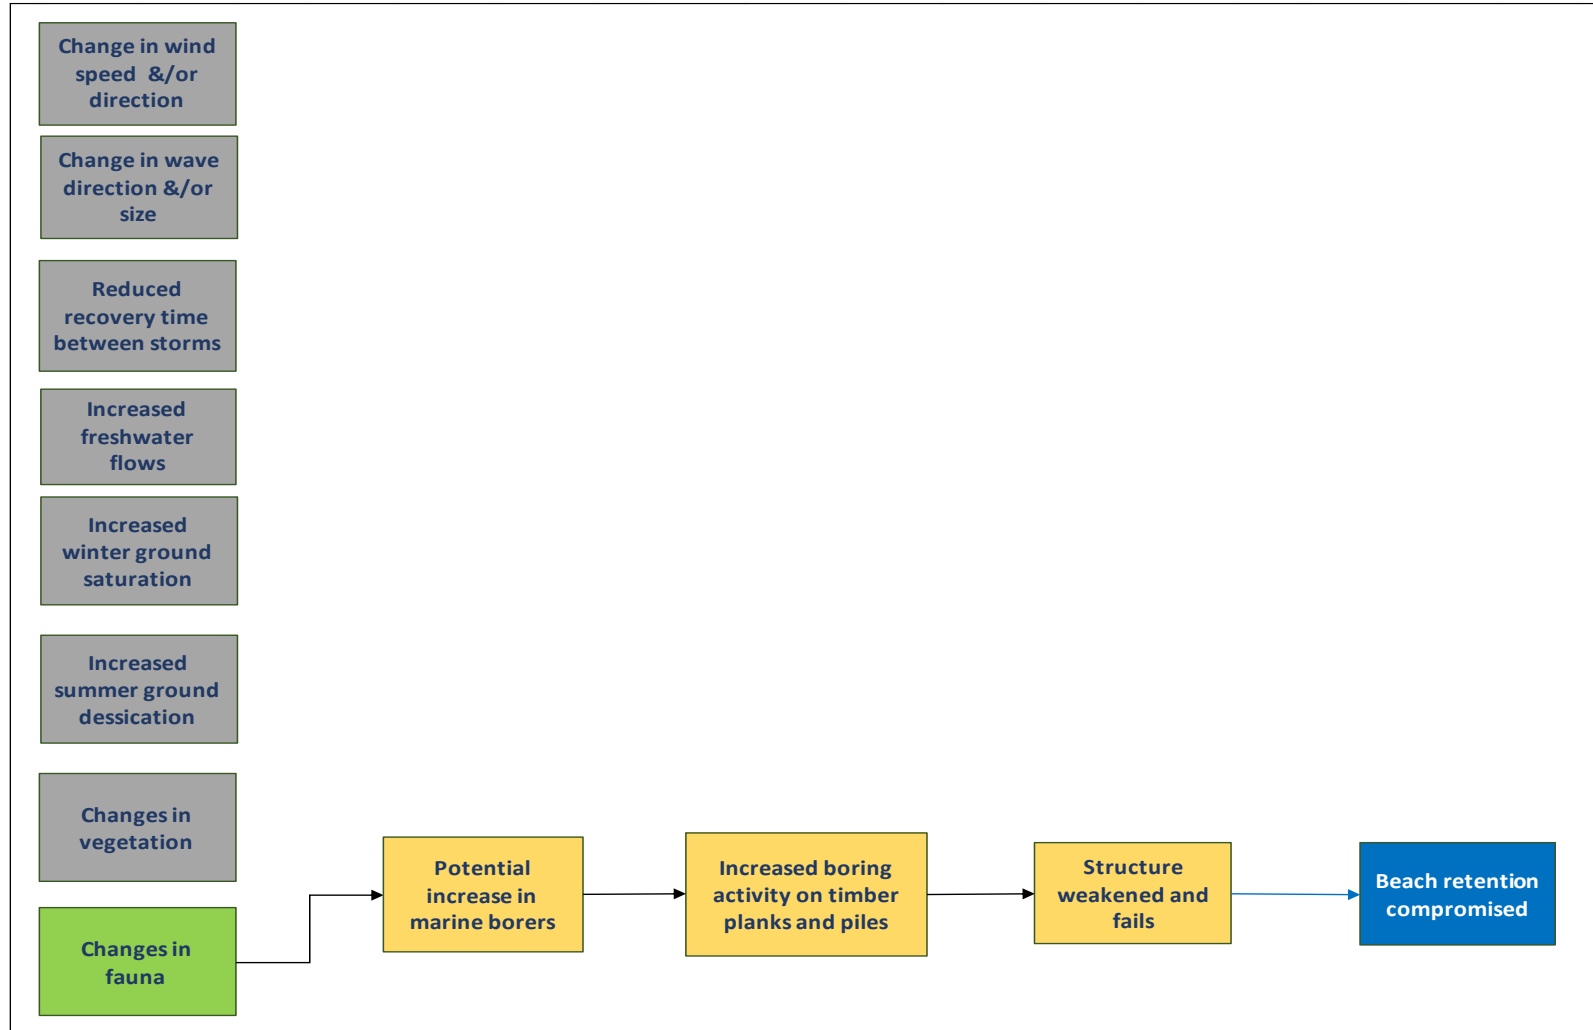 Change in wind
speed &/or
direction
Change in wave
direction &/or
size
Reduced
recovery time
between storms
Increased
freshwater
flows
Increased
winter ground
saturation
Increased
summer ground
dessication
Changes in
vegetation
Changes in
fauna
Potential
increase in
marine borers
Increased boring
activity on timber
planks and piles
Structure
weakened and
fails
Beach retention
compromised